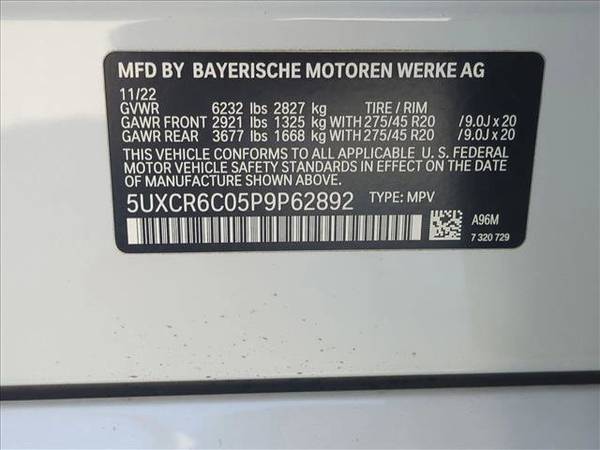 MFD BY BAYERISCHE MOTOREN WERKE AG
11/22
GVWR 6232 lbs 2827 kg TIRE / RIM
GAWR FRONT 2921 lbs 1325 kg WITH 275/45 R20 /9.0J x 20
GAWR REAR 3677 lbs 1668 kg WITH 275/45 R20 /9.0J x 20
THIS VEHICLE CONFORMS TO ALL APPLICABLE U. S. FEDERAL
MOTOR VEHICLE SAFETY STANDARDS IN EFFECT ON THE DATE
OF MANUFACTURE SHOWN ABOVE.
5UXCR6C05P9P62892 TYPE: MPV
A96M
7 320 729